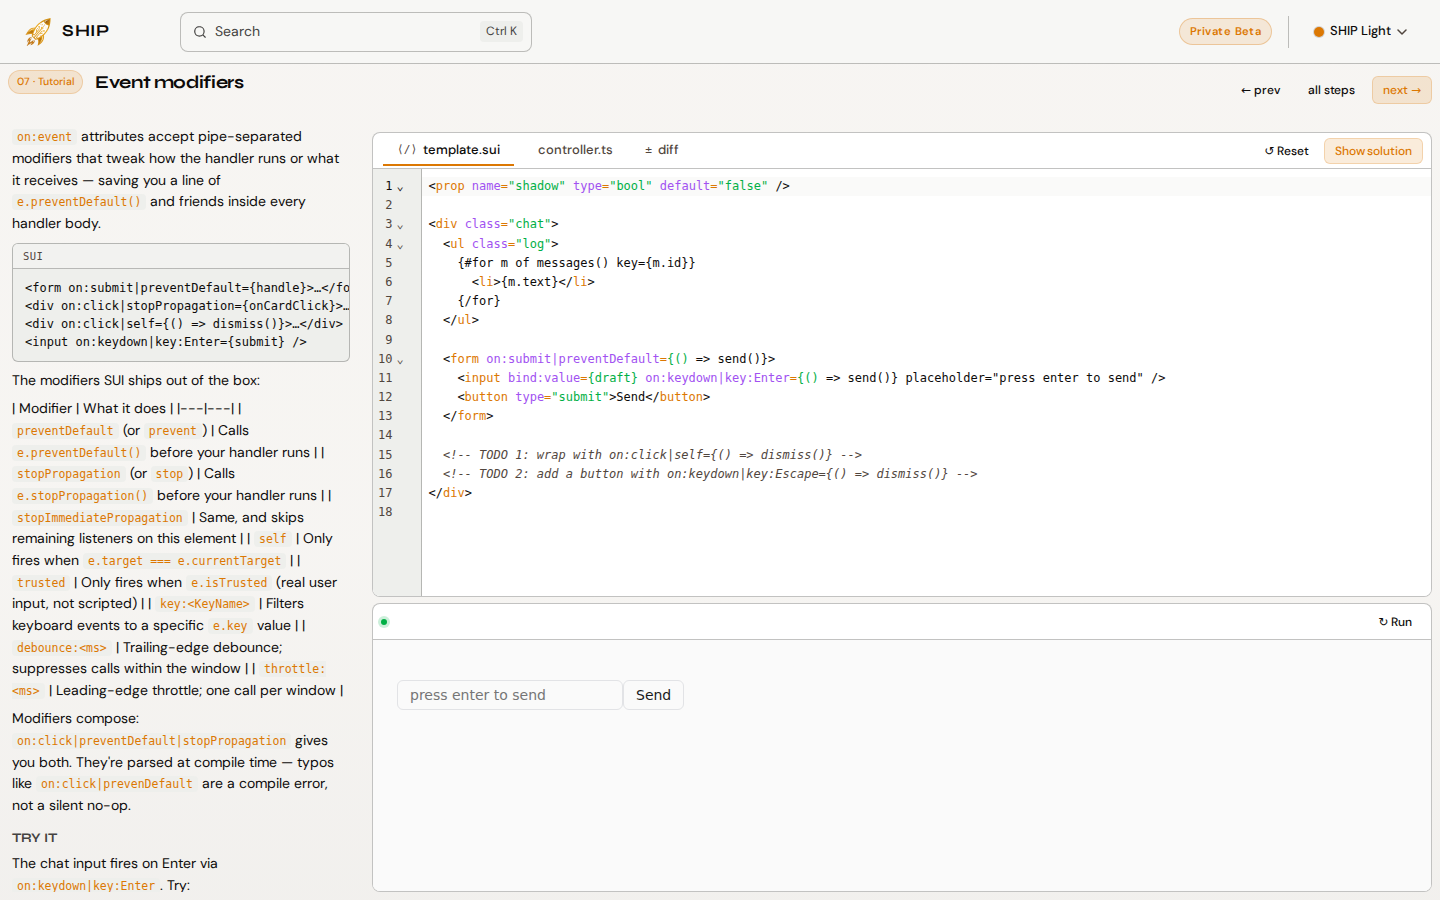 SHIP
Search
Ctrl K
Private Beta
SHIP Light
07 · Tutorial
Event modifiers
← prev
all steps
next →
on:event attributes accept pipe-separated
modifiers that tweak how the handler runs or what
it receives — saving you a line of
e.preventDefault() and friends inside every
handler body.
SUI
<form on:submit|preventDefault={handle}>…</fo
<div on:click|stopPropagation={onCardClick}>…
<div on:click|self={() => dismiss()}>…</div>
<input on:keydown|key:Enter={submit} />
The modifiers SUI ships out of the box:
| Modifier | What it does | |---|---| |
preventDefault (or prevent ) | Calls
e.preventDefault() before your handler runs | |
stopPropagation (or stop ) | Calls
e.stopPropagation() before your handler runs | |
stopImmediatePropagation | Same, and skips
remaining listeners on this element | | self | Only
fires when e.target === e.currentTarget | |
trusted | Only fires when e.isTrusted (real user
input, not scripted) | | key:<KeyName> | Filters
keyboard events to a specific e.key value | |
debounce:<ms> | Trailing-edge debounce;
suppresses calls within the window | | throttle:
<ms> | Leading-edge throttle; one call per window |
Modifiers compose:
on:click|preventDefault|stopPropagation gives
you both. They're parsed at compile time — typos
like on:click|prevenDefault are a compile error,
not a silent no-op.
TRY IT
The chat input fires on Enter via
on:keydown|key:Enter . Try:
⟨/⟩ template.sui
controller.ts
± diff
↺ Reset
Show solution
1 <prop name="shadow" type="bool" default="false" />
2
3 <div class="chat">
4 <ul class="log">
5 {#for m of messages() key={m.id}}
6 <li>{m.text}</li>
7 {/for}
8 </ul>
9
10 <form on:submit|preventDefault={() => send()}>
11 <input bind:value={draft} on:keydown|key:Enter={() => send()} placeholder="press enter to send" />
12 <button type="submit">Send</button>
13 </form>
14
15 <!-- TODO 1: wrap with on:click|self={() => dismiss()} -->
16 <!-- TODO 2: add a button with on:keydown|key:Escape={() => dismiss()} -->
17 </div>
18
↻ Run
press enter to send
Send